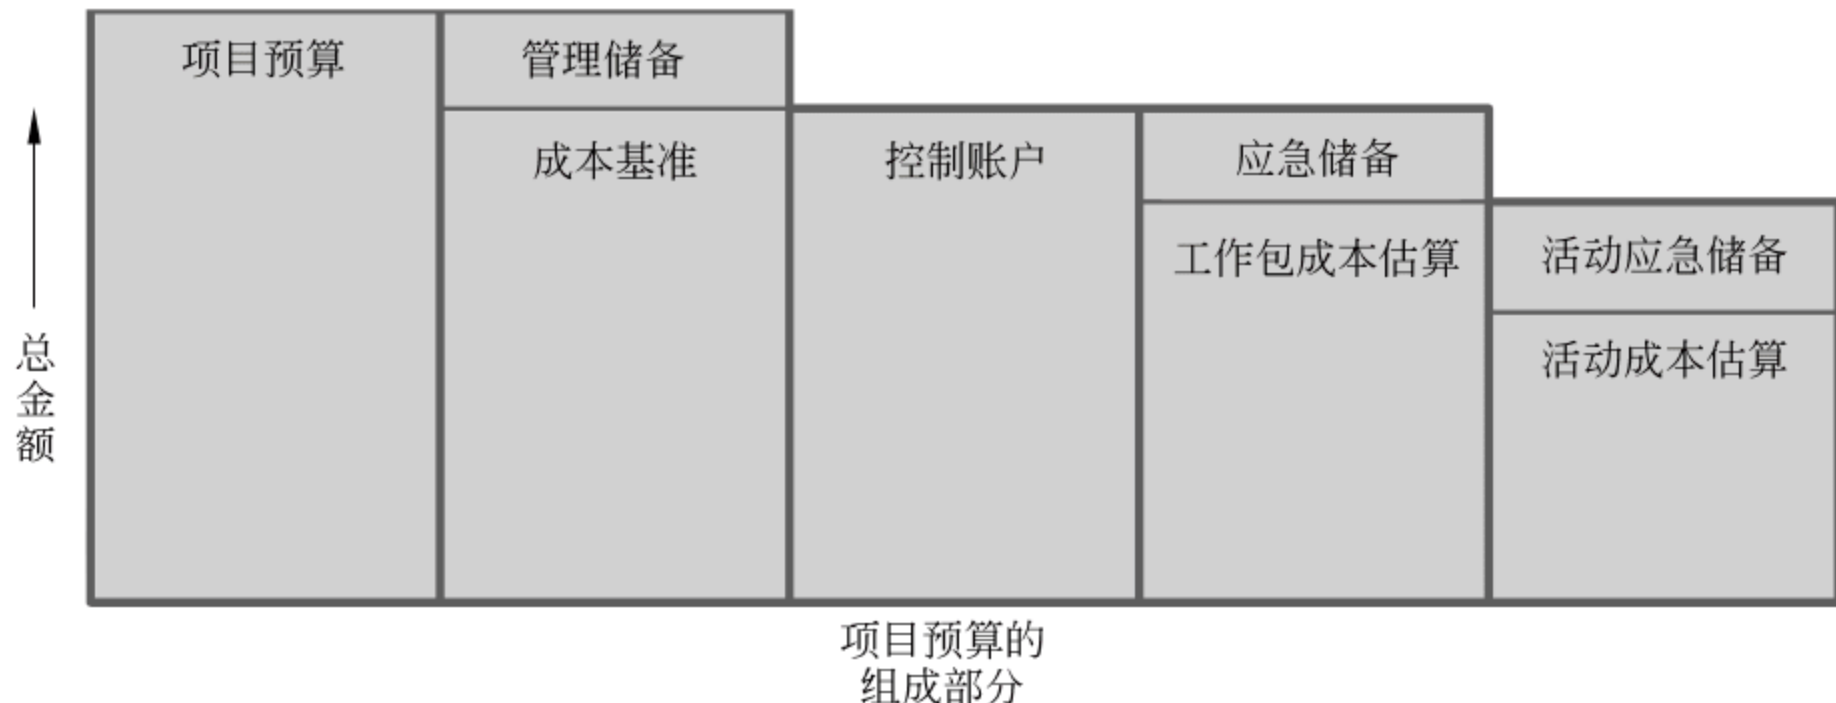 项目预算
管理储备
成本基准
控制账户
应急储备
工作包成本估算
活动应急储备
活动成本估算
总金额
项目预算的
组成部分